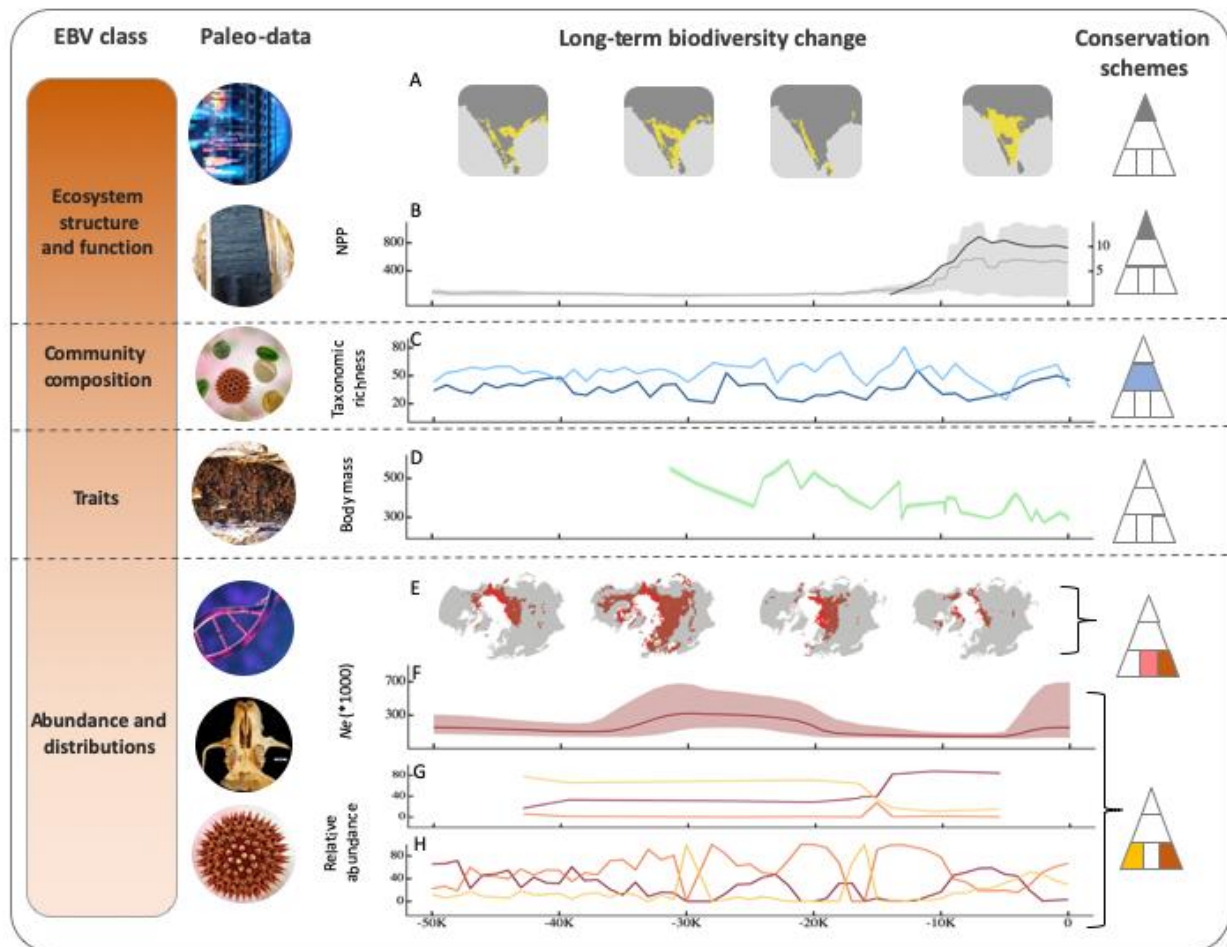 EBV class
Paleo-data
Long-term biodiversity change
Conservation
schemes
A
Ecosystem
structure
and function
B
NPP
800
400
10
5
Community
composition
C
Taxonomic
richness
80
50
20
Traits
D
Body mass
500
300
Abundance and
distributions
E
F
Ne (*1000)
700
300
G
80
40
0
Relative
abundance
H
80
40
0
-50K
-40K
-30K
-20K
-10K
0